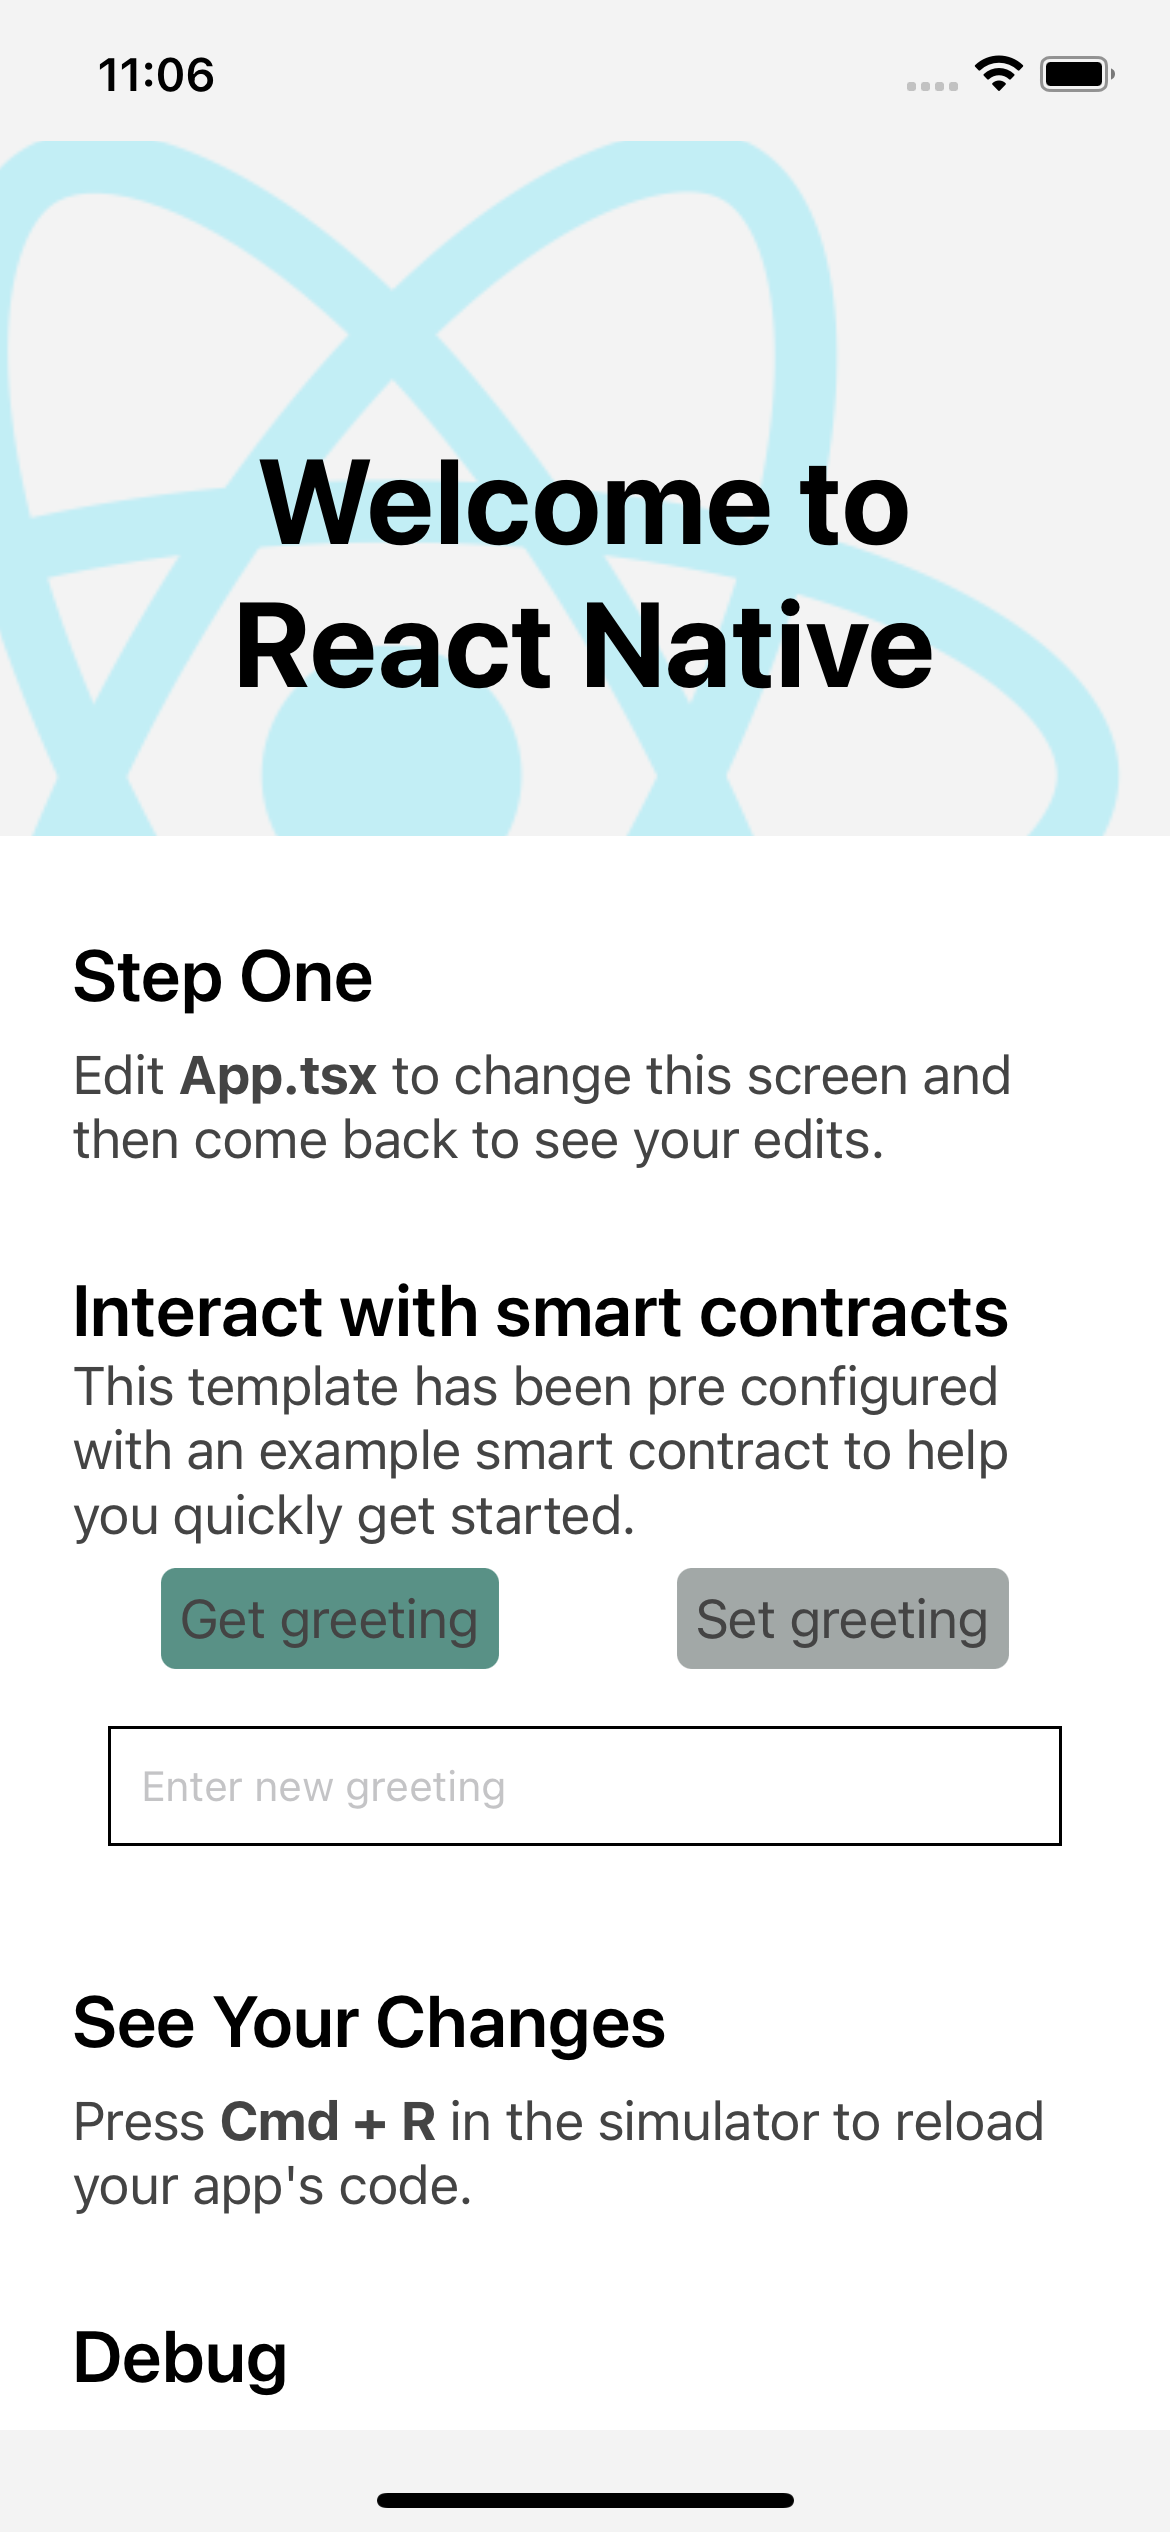 11:06
Welcome to
React Native
Step One
Edit App.tsx to change this screen and
then come back to see your edits.
Interact with smart contracts
This template has been pre configured
with an example smart contract to help
you quickly get started.
Get greeting
Set greeting
Enter new greeting
See Your Changes
Press Cmd + R in the simulator to reload
your app's code.
Debug